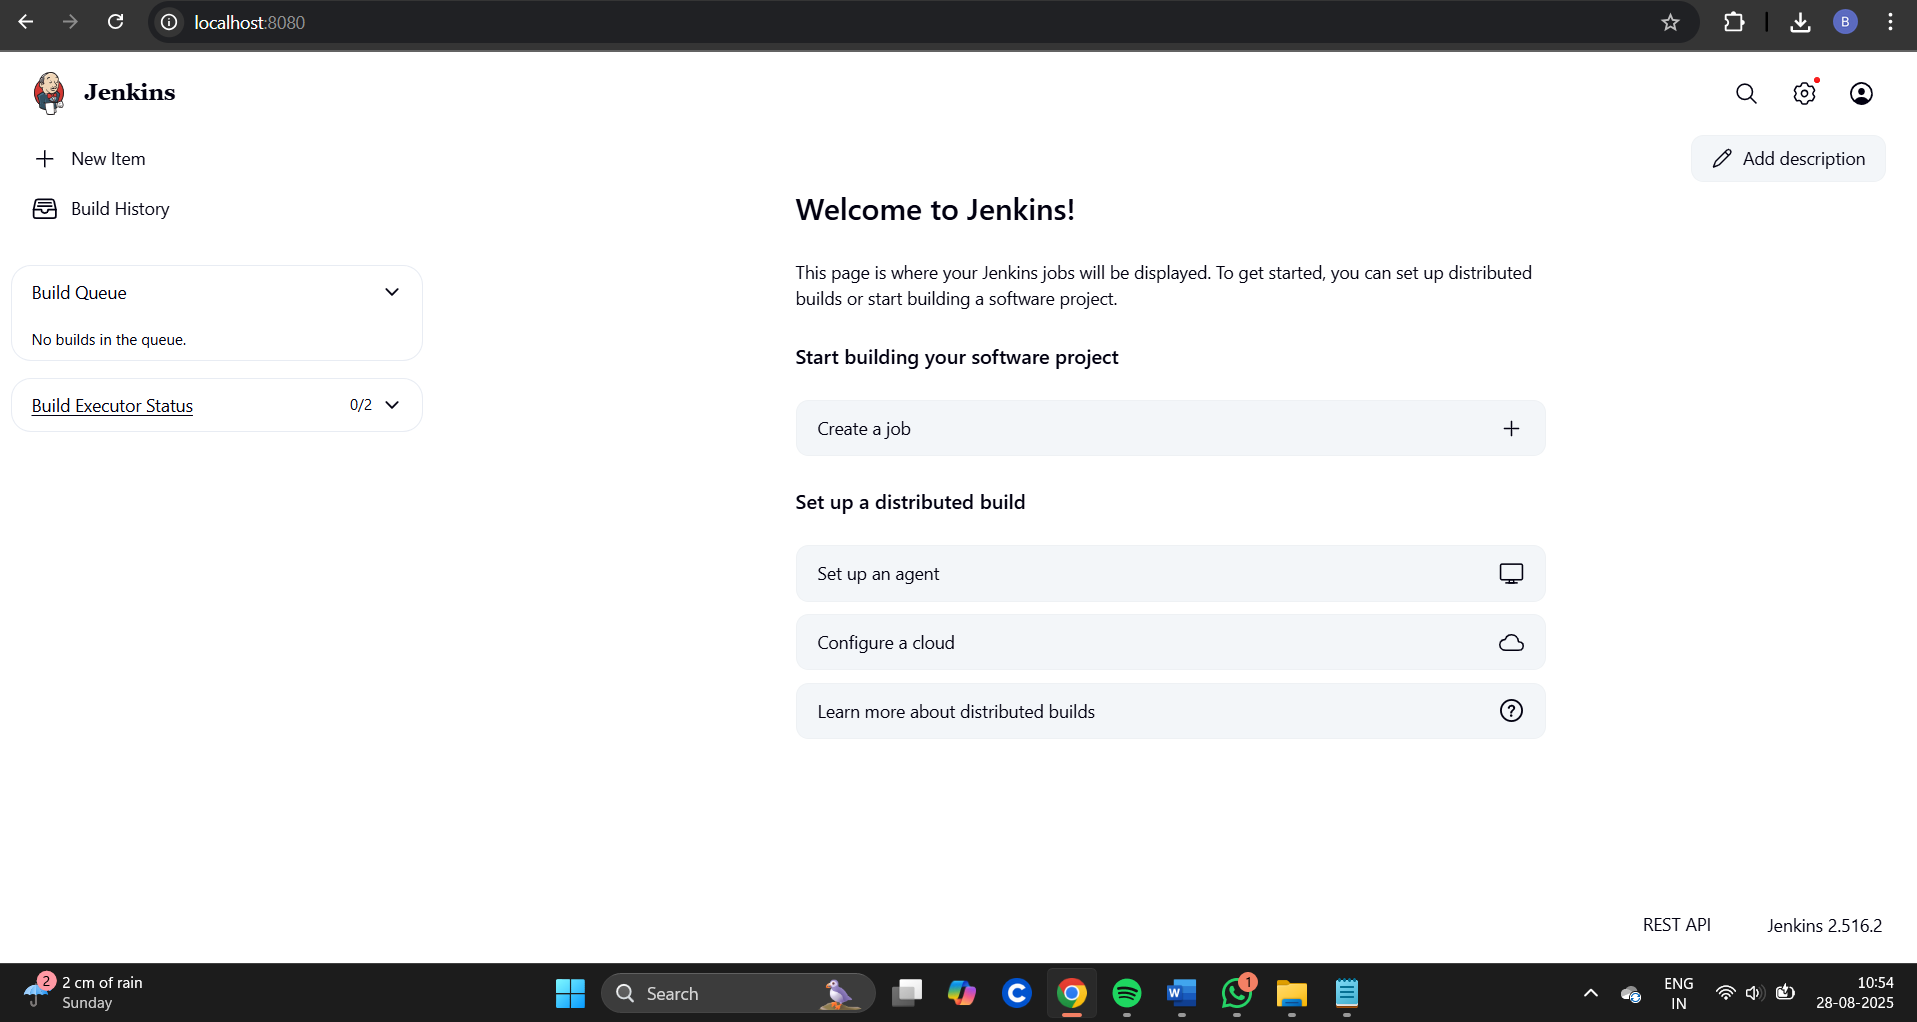 localhost:8080
B
Jenkins
New Item
Add description
Build History
Welcome to Jenkins!
This page is where your Jenkins jobs will be displayed. To get started, you can set up distributed
builds or start building a software project.
Build Queue
No builds in the queue.
Start building your software project
Build Executor Status 0/2
Create a job
Set up a distributed build
Set up an agent
Configure a cloud
Learn more about distributed builds
REST API Jenkins 2.516.2
2
2 cm of rain
Sunday
Search
C
W
1
ENG
IN
10:54
28-08-2025